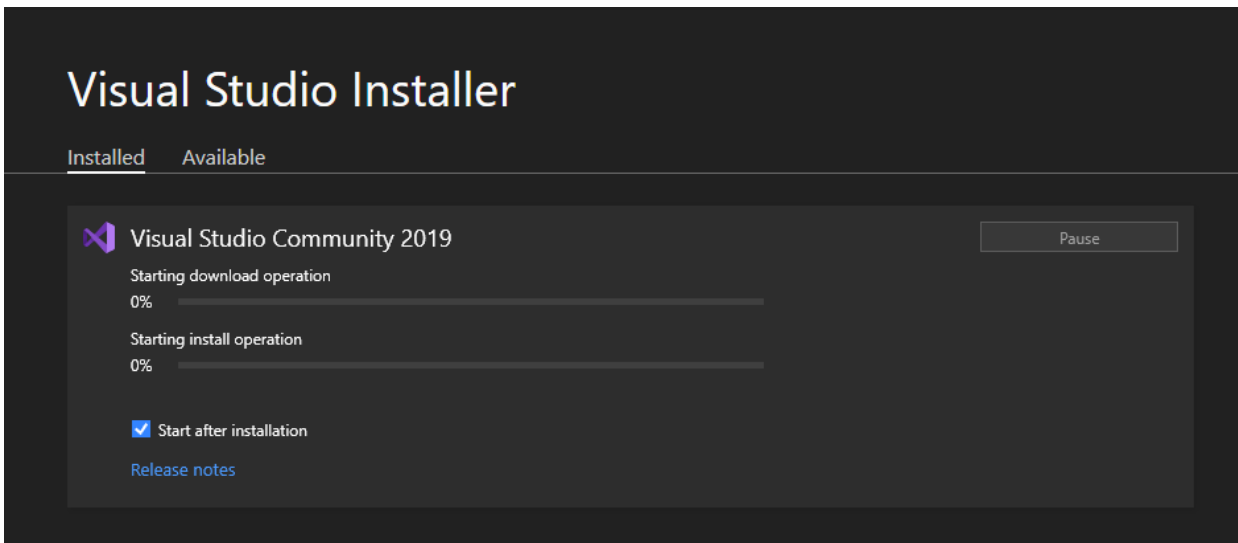 Visual Studio Installer
Installed Available
Visual Studio Community 2019
Pause
Starting download operation
0%
Starting install operation
0%
Start after installation
Release notes